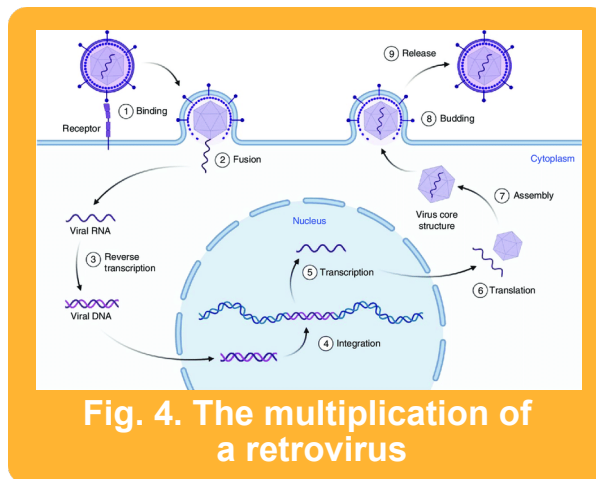 ① Binding
Receptor
② Fusion
Viral RNA
③ Reverse
transcription
Viral DNA
Nucleus
④ Integration
⑤ Transcription
⑥ Translation
⑦ Assembly
Virus core
structure
Cytoplasm
⑧ Budding
⑨ Release
Fig. 4. The multiplication of
a retrovirus